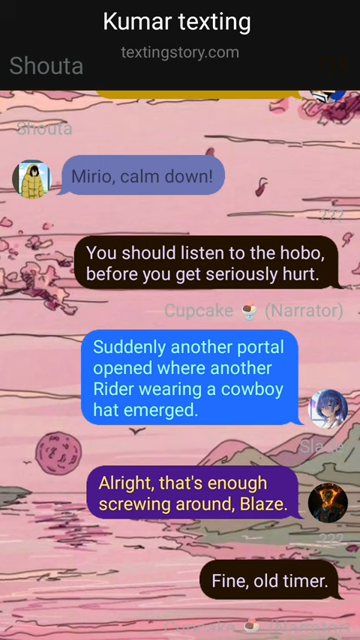 Kumar texting
textingstory.com
Shouta
Shouta
Mirio, calm down!
???
You should listen to the hobo,
before you get seriously hurt.
Cupcake 🍨 (Narrator)
Suddenly another portal
opened where another
Rider wearing a cowboy
hat emerged.
Alright, that's enough
screwing around, Blaze.
???
Fine, old timer.